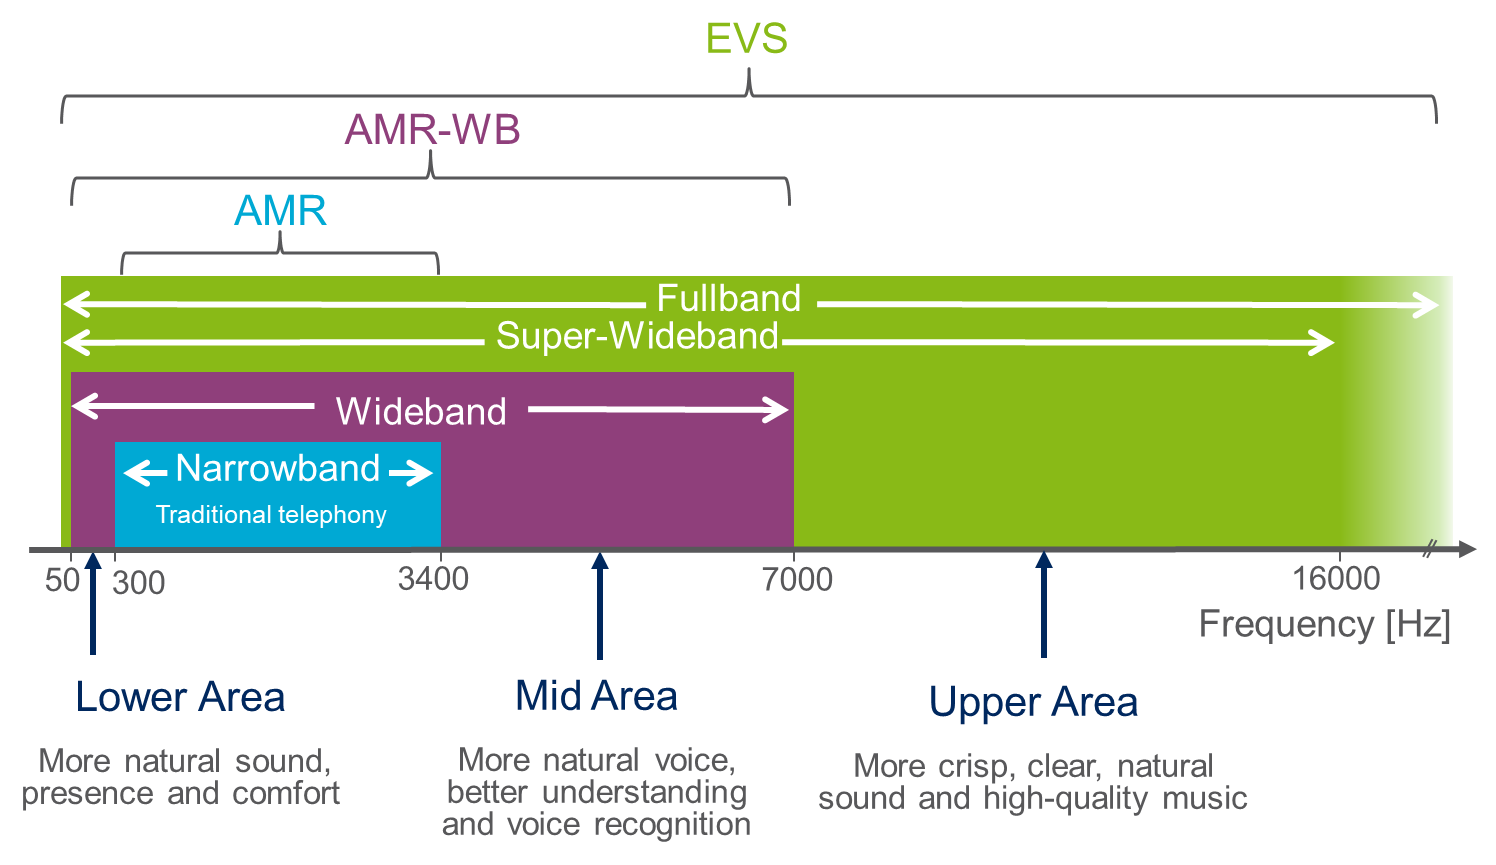 EVS
AMR-WB
AMR
Fullband
Super-Wideband
Wideband
Narrowband
Traditional telephony
50
300
3400
7000
16000
Frequency [Hz]
Lower Area
More natural sound,
presence and comfort
Mid Area
More natural voice,
better understanding
and voice recognition
Upper Area
More crisp, clear, natural
sound and high-quality music